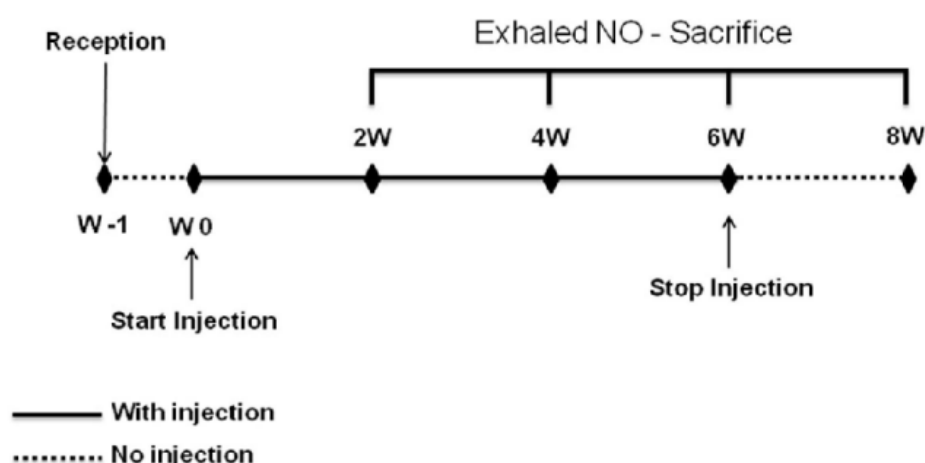 Reception
Exhaled NO - Sacrifice
2W
4W
6W
8W
W -1
W 0
Start Injection
Stop Injection
With injection
No injection